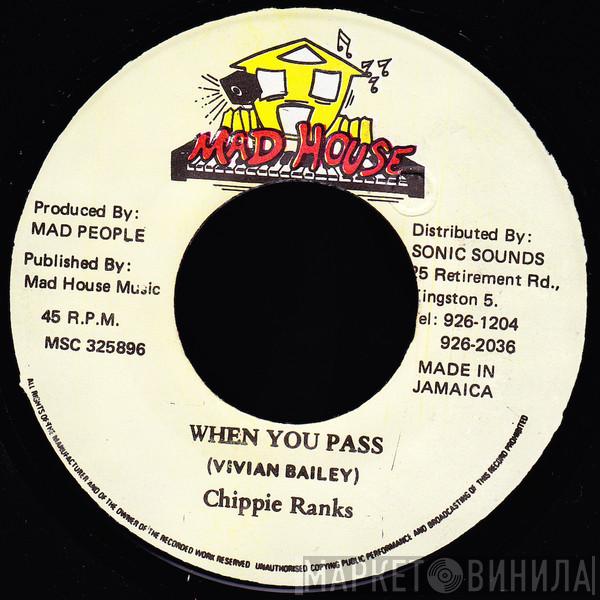 MAD HOUSE
Produced By:
MAD PEOPLE
Published By:
Mad House Music
45 R.P.M.
MSC 325896
Distributed By:
SONIC SOUNDS
25 Retirement Rd.,
Kingston 5.
Tel: 926-1204
926-2036
MADE IN
JAMAICA
WHEN YOU PASS
(VIVIAN BAILEY)
Chippie Ranks
ALL RIGHTS OF THE MANUFACTURER AND OF THE OWNER OF THE RECORDED WORK RESERVED UNAUTHORISED COPYING PUBLIC PERFORMANCE AND BROADCASTING OF THIS RECORD PROHIBITED
МАРКЕТ ВИНИЛА